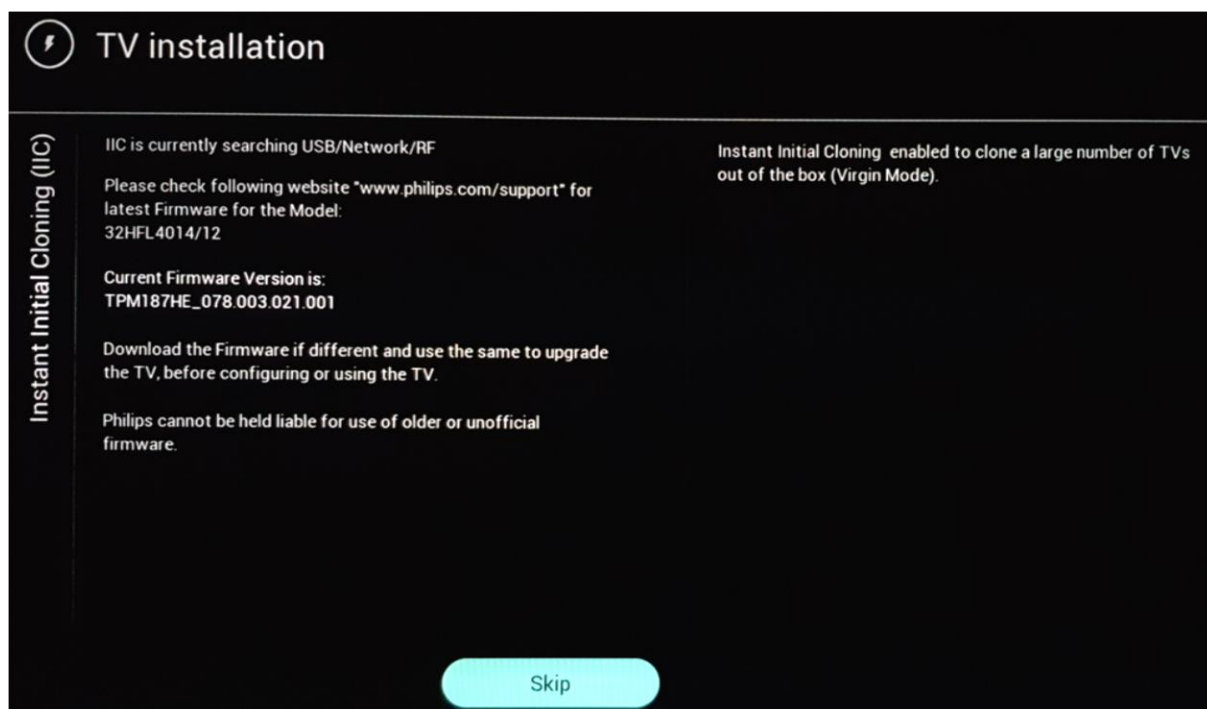 TV installation
Instant Initial Cloning (IIC)
IIC is currently searching USB/Network/RF
Please check following website "www.philips.com/support" for
latest Firmware for the Model:
32HFL4014/12
Current Firmware Version is:
TPM187HE_078.003.021.001
Download the Firmware if different and use the same to upgrade
the TV, before configuring or using the TV.
Philips cannot be held liable for use of older or unofficial
firmware.
Instant Initial Cloning enabled to clone a large number of TVs
out of the box (Virgin Mode).
Skip